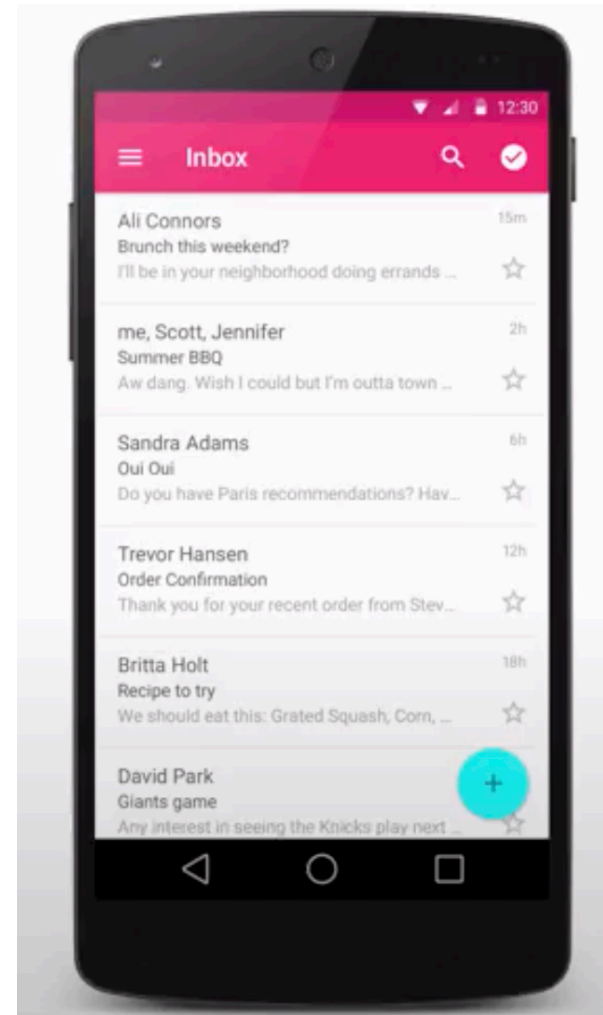 12:30
Inbox
Ali Connors 15m
Brunch this weekend?
I'll be in your neighborhood doing errands ...
me, Scott, Jennifer 2h
Summer BBQ
Aw dang. Wish I could but I'm outta town ...
Sandra Adams 6h
Oui Oui
Do you have Paris recommendations? Hav...
Trevor Hansen 12h
Order Confirmation
Thank you for your recent order from Stev...
Britta Holt 18h
Recipe to try
We should eat this: Grated Squash, Corn, ...
David Park
Giants game
Any interest in seeing the Knicks play next ...